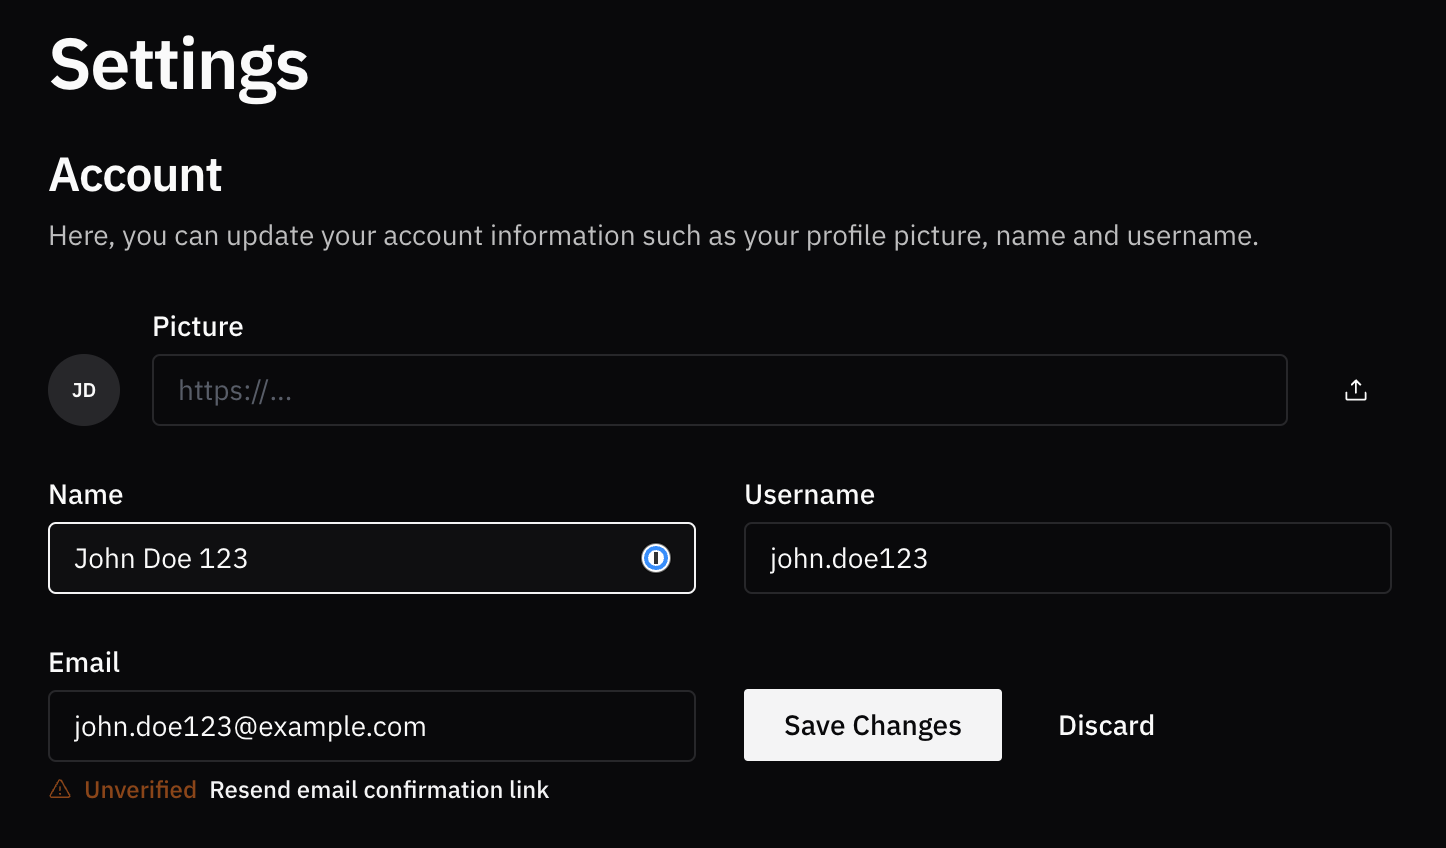 Settings
Account
Here, you can update your account information such as your profile picture, name and username.
Picture
JD
https://...
Name
Username
John Doe 123
john.doe123
Email
john.doe123@example.com
Save Changes
Discard
Unverified Resend email confirmation link